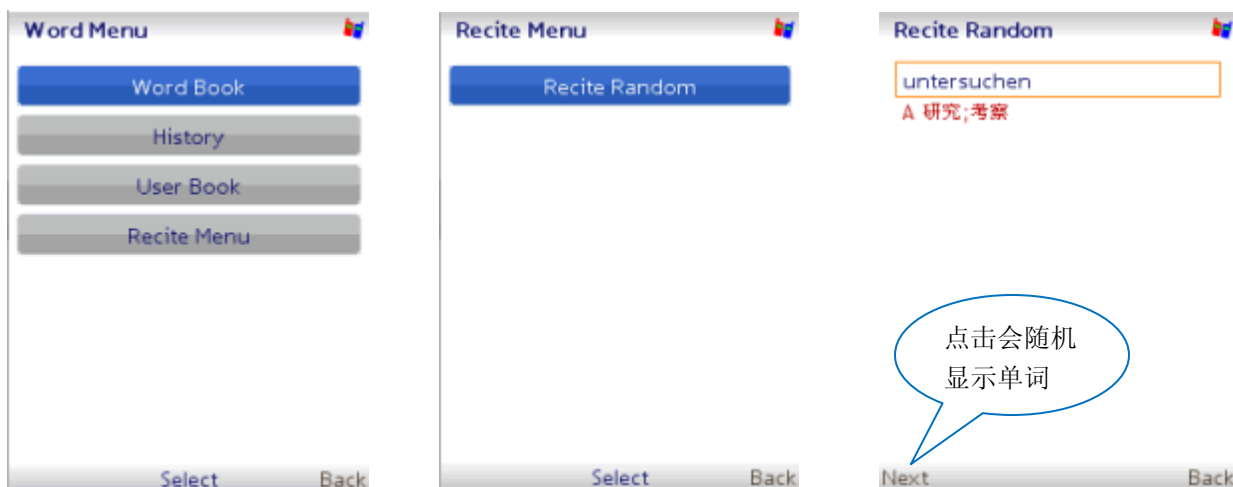 Word Menu
Word Book
History
User Book
Recite Menu
Select Back
Recite Menu
Recite Random
Select Back
Recite Random
untersuchen
A 研究;考察
点击会随机
显示单词
Next Back